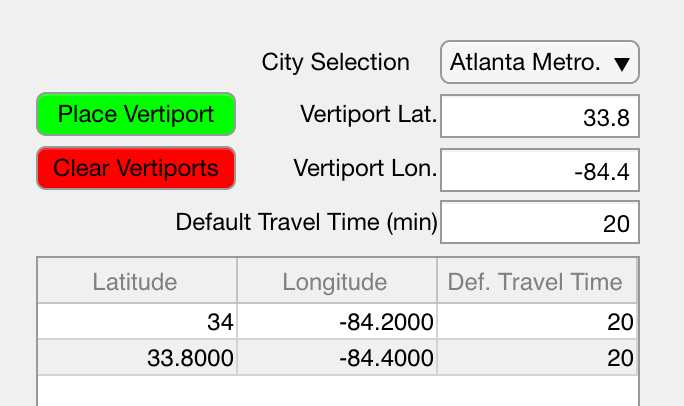 City Selection Atlanta Metro. ▼
Place Vertiport Vertiport Lat. 33.8
Clear Vertiports Vertiport Lon. -84.4
Default Travel Time (min) 20
Latitude Longitude Def. Travel Time
34 -84.2000 20
33.8000 -84.4000 20